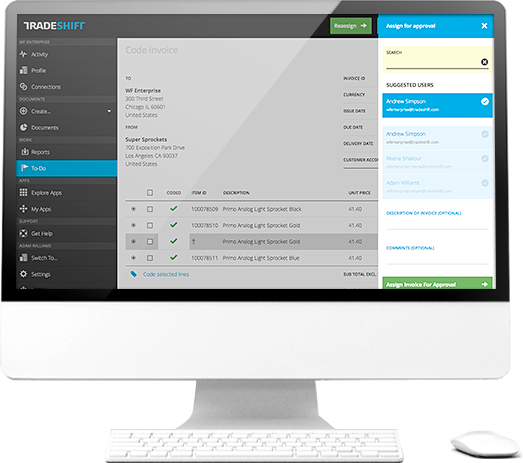 TRADESHIFT
Reassign
Assign for approval
WF ENTERPRISE
Activity
Profile
Connections
DOCUMENTS
Create...
Documents
WORK
Reports
To-Do
APPS
Explore Apps
My Apps
SUPPORT
Get Help
ADAM WILLIAMS
Switch To...
Settings
Code Invoice
TO
WF Enterprise
300 Third Street
Chicago IL 60601
United States
FROM
Super Sprockets
700 Exposition Park Drive
Los Angeles CA 90037
United States
INVOICE ID
CURRENCY
ISSUE DATE
DUE DATE
DELIVERY DATE
CUSTOMER ACCO
CODED ITEM ID DESCRIPTION UNIT PRICE
100078509 Primo Analog Light Sprocket Black 41.40
100078510 Primo Analog Light Sprocket Gold 41.40
† Primo Analog Light Sprocket Gold 41.40
100078511 Primo Analog Light Sprocket Blue 41.40
Code selected lines
SUB TOTAL EXCL.
SEARCH
SUGGESTED USERS
Andrew Simpson
wfenterprise@tradeshift.com
Andrew Simpson
wfenterprise@tradeshift.com
Reena Shakour
wfenterprise@tradeshift.com
Adam Williams
wfenterprise@tradeshift.com
DESCRIPTION OF INVOICE (OPTIONAL)
COMMENTS (OPTIONAL)
Assign Invoice For Approval